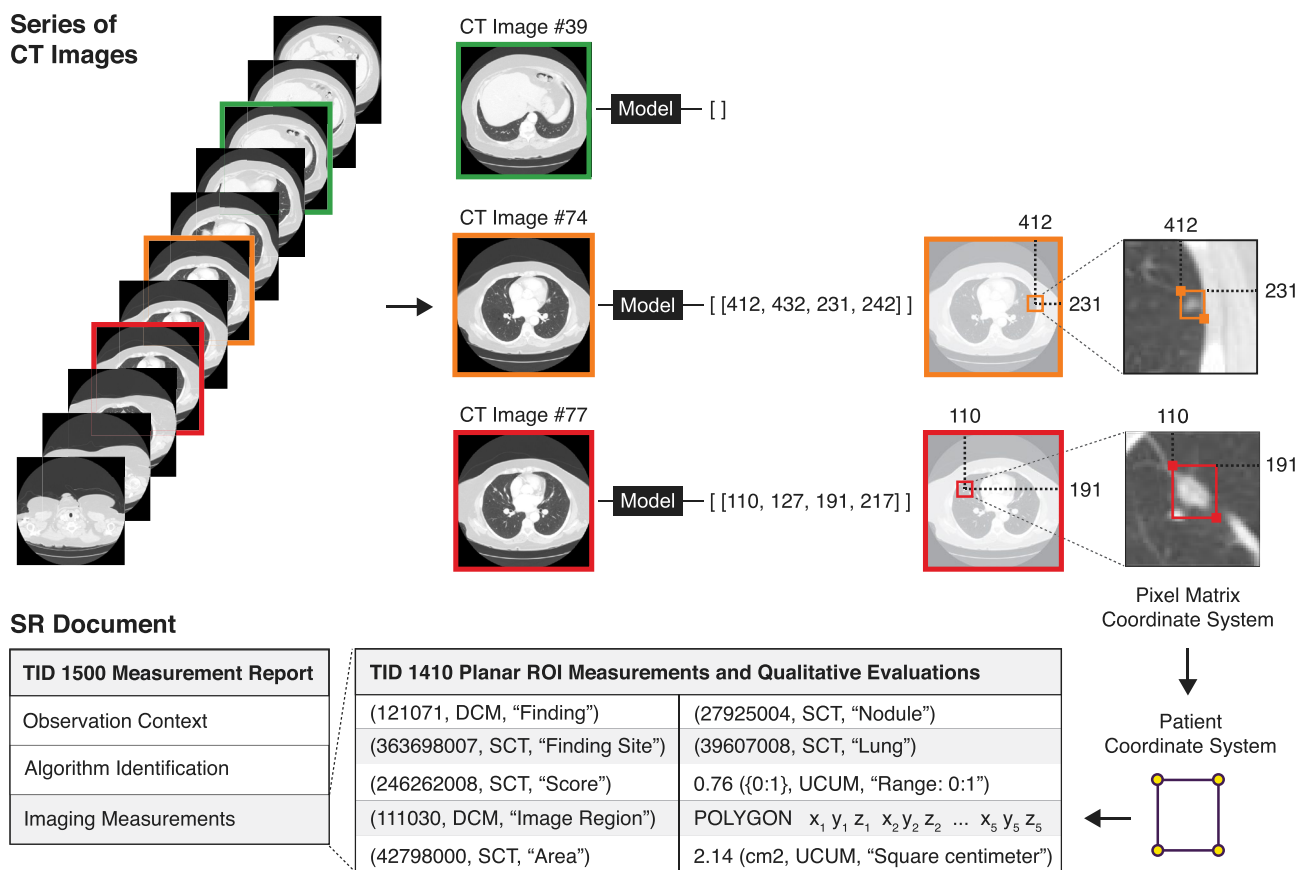 Series of
CT Images
CT Image #39
Model
[ ]
CT Image #74
Model
[ [412, 432, 231, 242] ]
412
231
412
231
CT Image #77
Model
[ [110, 127, 191, 217] ]
110
191
110
191
Pixel Matrix
Coordinate System
Patient
Coordinate System
SR Document
TID 1500 Measurement Report
Observation Context
Algorithm Identification
Imaging Measurements
TID 1410 Planar ROI Measurements and Qualitative Evaluations
(121071, DCM, “Finding”) (27925004, SCT, “Nodule”)
(363698007, SCT, “Finding Site”) (39607008, SCT, “Lung”)
(246262008, SCT, “Score”) 0.76 ({0:1}, UCUM, “Range: 0:1”)
(111030, DCM, “Image Region”) POLYGON x1 y1 z1 x2 y2 z2 ... x5 y5 z5
(42798000, SCT, “Area”) 2.14 (cm2, UCUM, “Square centimeter”)